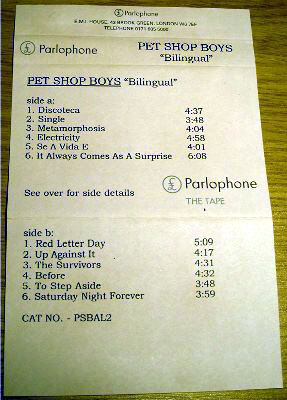 £ Parlophone
E.M.I. HOUSE, 43 BROOK GREEN, LONDON W6 7EF
TELEPHONE 0171 605 5000
£ Parlophone PET SHOP BOYS
"Bilingual"
PET SHOP BOYS "Bilingual"
side a:
1. Discoteca 4:37
2. Single 3:48
3. Metamorphosis 4:04
4. Electricity 4:58
5. Se A Vida E 4:01
6. It Always Comes As A Surprise 6:08
£ Parlophone
See over for side details
THE TAPE
side b:
1. Red Letter Day 5:09
2. Up Against It 4:17
3. The Survivors 4:31
4. Before 4:32
5. To Step Aside 3:48
6. Saturday Night Forever 3:59
CAT NO. - PSBAL2